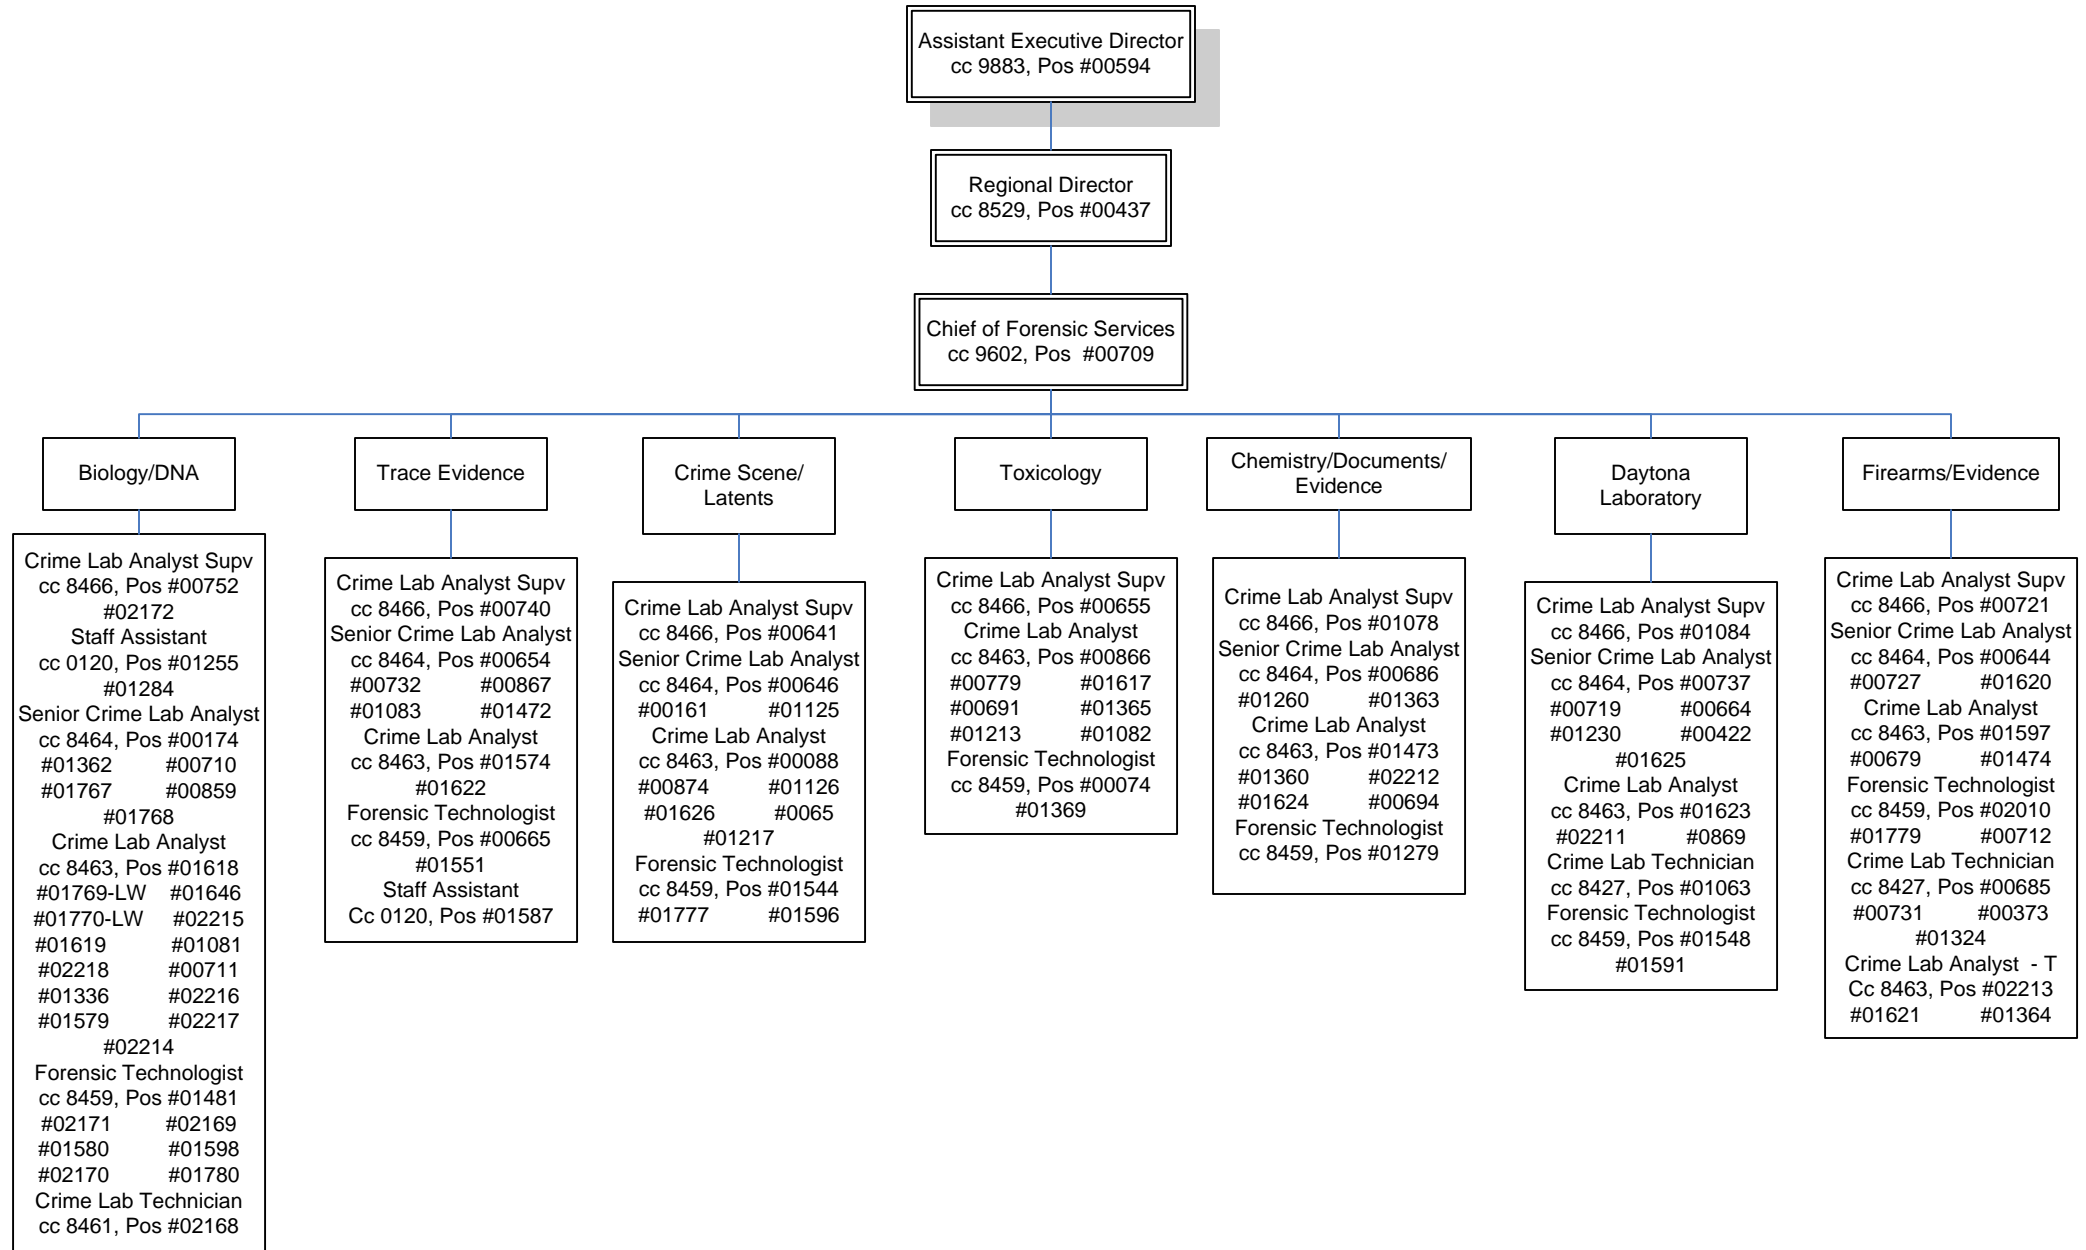 Assistant Executive Director
cc 9883, Pos #00594
Regional Director
cc 8529, Pos #00437
Chief of Forensic Services
cc 9602, Pos  #00709
Biology/DNA
Crime Lab Analyst Supv
cc 8466, Pos #00752
#02172
Staff Assistant
cc 0120, Pos #01255
#01284
Senior Crime Lab Analyst
cc 8464, Pos #00174
#01362 #00710
#01767 #00859
#01768
Crime Lab Analyst
cc 8463, Pos #01618
#01769-LW #01646
#01770-LW #02215
#01619 #01081
#02218 #00711
#01336 #02216
#01579 #02217
#02214
Forensic Technologist
cc 8459, Pos #01481
#02171 #02169
#01580 #01598
#02170 #01780
Crime Lab Technician
cc 8461, Pos #02168
Trace Evidence
Crime Lab Analyst Supv
cc 8466, Pos #00740
Senior Crime Lab Analyst
cc 8464, Pos #00654
#00732 #00867
#01083 #01472
Crime Lab Analyst
cc 8463, Pos #01574
#01622
Forensic Technologist
cc 8459, Pos #00665
#01551
Staff Assistant
Cc 0120, Pos #01587
Crime Scene/
Latents
Crime Lab Analyst Supv
cc 8466, Pos #00641
Senior Crime Lab Analyst
cc 8464, Pos #00646
#00161 #01125
Crime Lab Analyst
cc 8463, Pos #00088
#00874 #01126
#01626 #0065
#01217
Forensic Technologist
cc 8459, Pos #01544
#01777 #01596
Toxicology
Crime Lab Analyst Supv
cc 8466, Pos #00655
Crime Lab Analyst
cc 8463, Pos #00866
#00779 #01617
#00691 #01365
#01213 #01082
Forensic Technologist
cc 8459, Pos #00074
#01369
Chemistry/Documents/
Evidence
Crime Lab Analyst Supv
cc 8466, Pos #01078
Senior Crime Lab Analyst
cc 8464, Pos #00686
#01260 #01363
Crime Lab Analyst
cc 8463, Pos #01473
#01360 #02212
#01624 #00694
Forensic Technologist
cc 8459, Pos #01279
Daytona
Laboratory
Crime Lab Analyst Supv
cc 8466, Pos #01084
Senior Crime Lab Analyst
cc 8464, Pos #00737
#00719 #00664
#01230 #00422
#01625
Crime Lab Analyst
cc 8463, Pos #01623
#02211 #0869
Crime Lab Technician
cc 8427, Pos #01063
Forensic Technologist
cc 8459, Pos #01548
#01591
Firearms/Evidence
Crime Lab Analyst Supv
cc 8466, Pos #00721
Senior Crime Lab Analyst
cc 8464, Pos #00644
#00727 #01620
Crime Lab Analyst
cc 8463, Pos #01597
#00679 #01474
Forensic Technologist
cc 8459, Pos #02010
#01779 #00712
Crime Lab Technician
cc 8427, Pos #00685
#00731 #00373
#01324
Crime Lab Analyst  - T
Cc 8463, Pos #02213
#01621 #01364